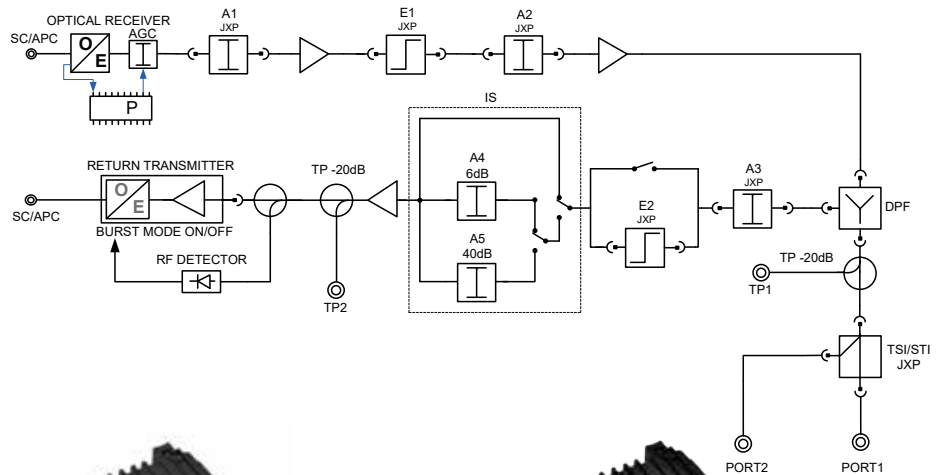 OPTICAL RECEIVER
SC/APC
O
E
AGC
P
A1
JXP
E1
JXP
A2
JXP
IS
RETURN TRANSMITTER
O
E
SC/APC
BURST MODE ON/OFF
RF DETECTOR
TP -20dB
TP2
A4
6dB
A5
40dB
E2
JXP
A3
JXP
DPF
TP -20dB
TP1
TSI/STI
JXP
PORT2
PORT1